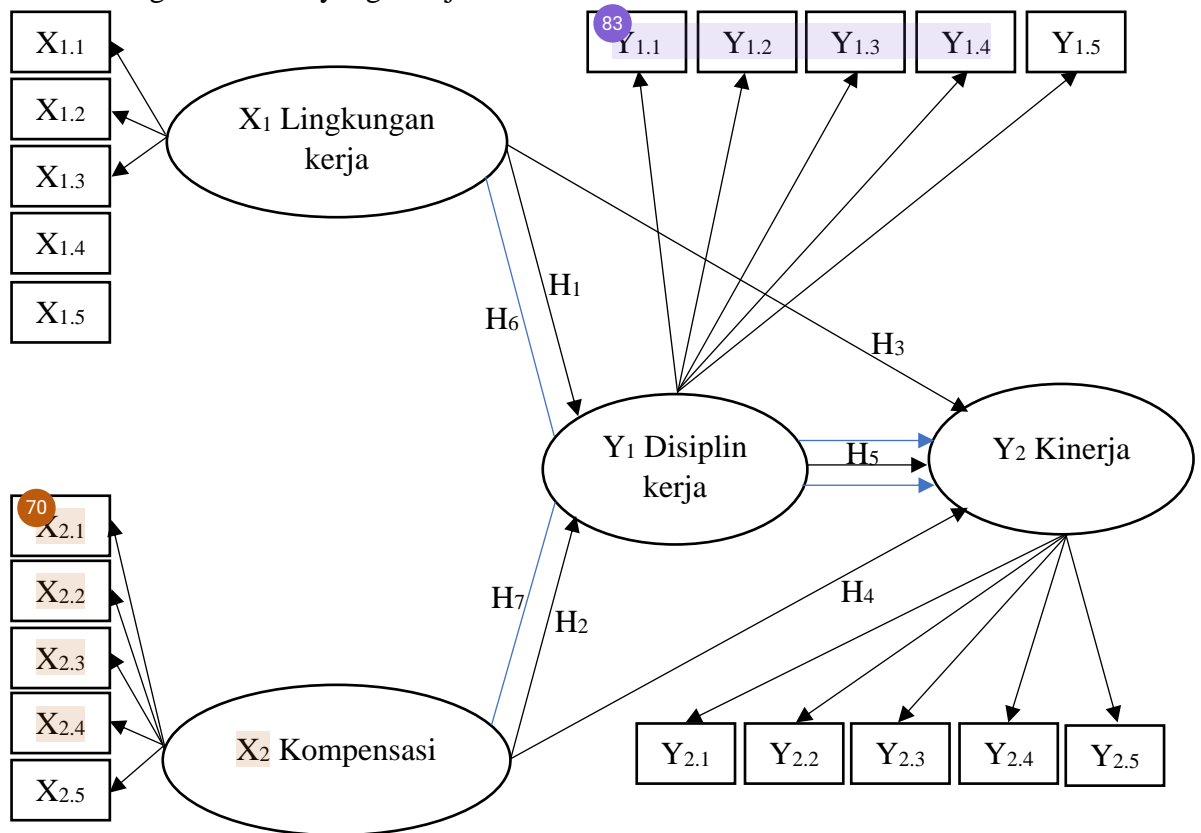 X1.1
X1.2
X1.3
X1.4
X1.5
X1 Lingkungan
kerja
83
Y1.1
Y1.2
Y1.3
Y1.4
Y1.5
H1
H6
H3
Y1 Disiplin
kerja
H5
Y2 Kinerja
70
X2.1
X2.2
X2.3
X2.4
X2.5
H7
H2
H4
X2 Kompensasi
Y2.1
Y2.2
Y2.3
Y2.4
Y2.5